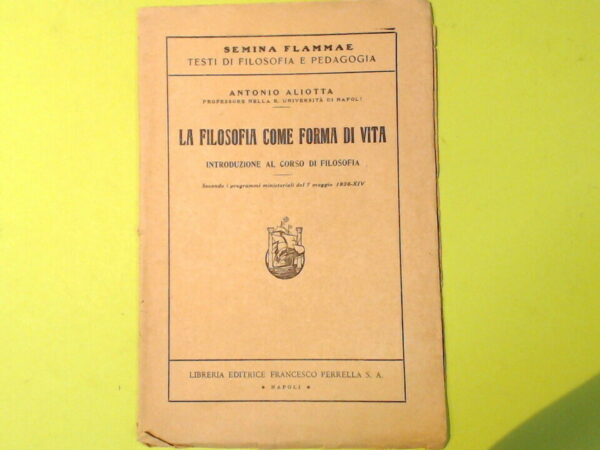 SEMINA FLAMMAE
TESTI DI FILOSOFIA E PEDAGOGIA
ANTONIO ALIOTTA
PROFESSORE NELLA R. UNIVERSITÀ DI NAPOLI
LA FILOSOFIA COME FORMA DI VITA
INTRODUZIONE AL CORSO DI FILOSOFIA
Secondo i programmi ministeriali del 7 maggio 1936-XIV
LIBRERIA EDITRICE FRANCESCO PERRELLA S. A.
* NAPOLI *